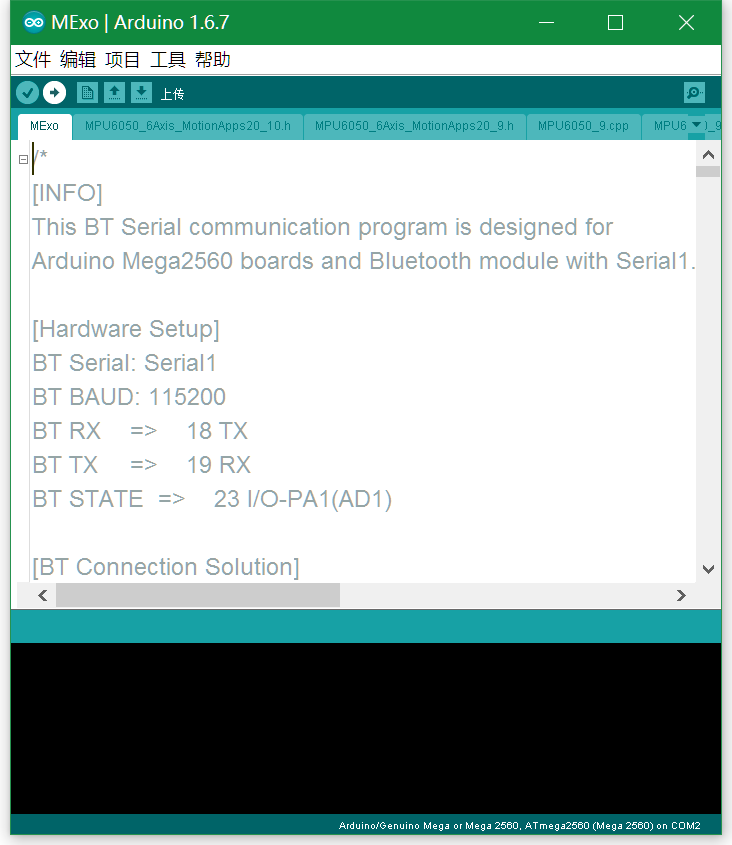 MExo | Arduino 1.6.7
文件 编辑 项目 工具 帮助
上传
MExo MPU6050_6Axis_MotionApps20_10.h MPU6050_6Axis_MotionApps20_9.h MPU6050_9.cpp MPU6
/*
[INFO]
This BT Serial communication program is designed for
Arduino Mega2560 boards and Bluetooth module with Serial1.
[Hardware Setup]
BT Serial: Serial1
BT BAUD: 115200
BT RX => 18 TX
BT TX => 19 RX
BT STATE => 23 I/O-PA1(AD1)
[BT Connection Solution]
Arduino/Genuino Mega or Mega 2560, ATmega2560 (Mega 2560) on COM2